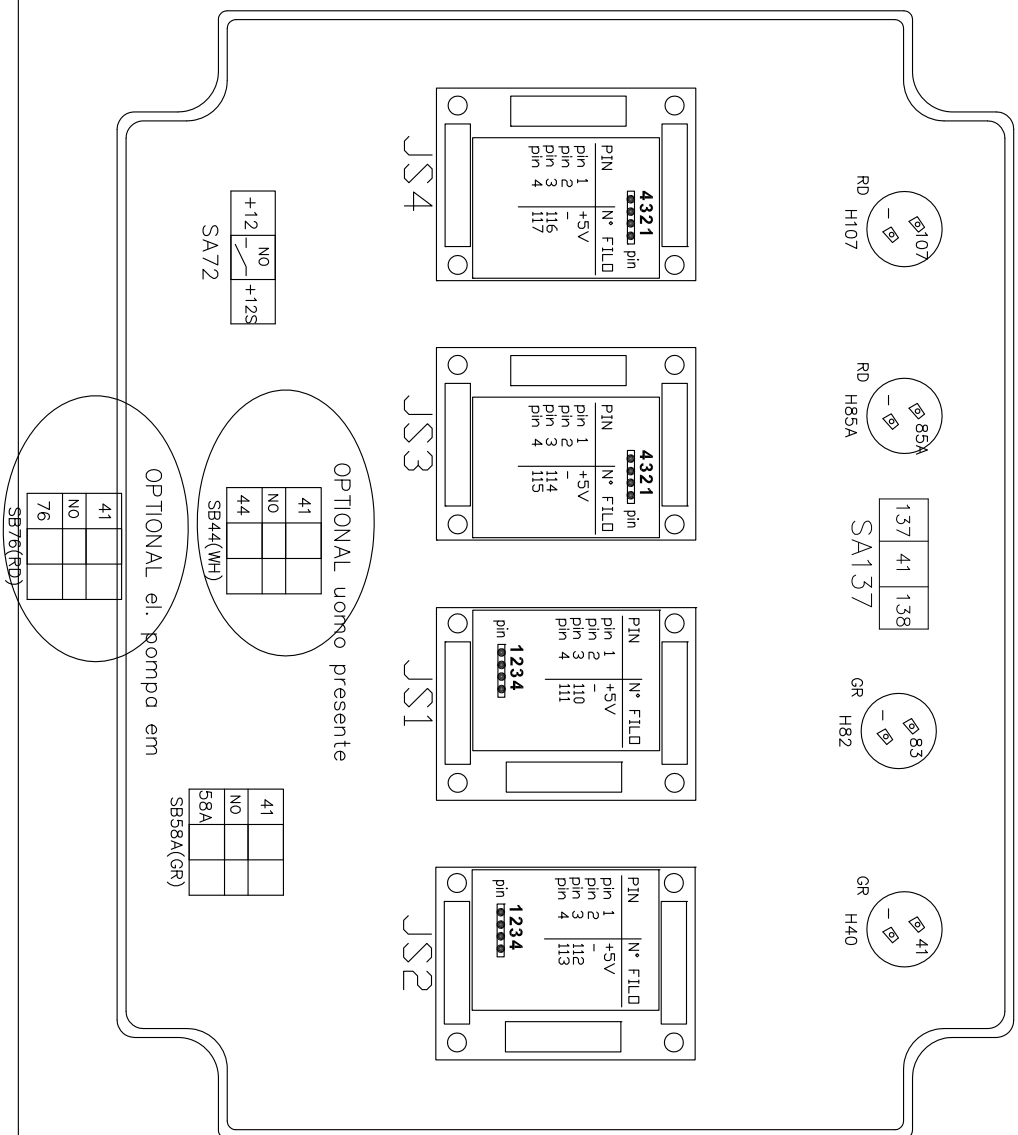 107
-
RD
H107
85A
-
RD
H85A
137 41 138
SA137
83
-
GR
H82
41
-
GR
H40
4321 pin
PIN N° FILO
pin 1 +5V
pin 2 -
pin 3 116
pin 4 117
JS4
4321 pin
PIN N° FILO
pin 1 +5V
pin 2 -
pin 3 114
pin 4 115
JS3
PIN N° FILO
pin 1 +5V
pin 2 -
pin 3 110
pin 4 111
pin 1234
JS1
PIN N° FILO
pin 1 +5V
pin 2 -
pin 3 112
pin 4 113
pin 1234
JS2
+12 NO +12S
SA72
OPTIONAL uomo presente
41
NO
44
SB44(WH)
41
NO
58A
SB58A(GR)
OPTIONAL el. pompa em
41
NO
76
SB76(RD)